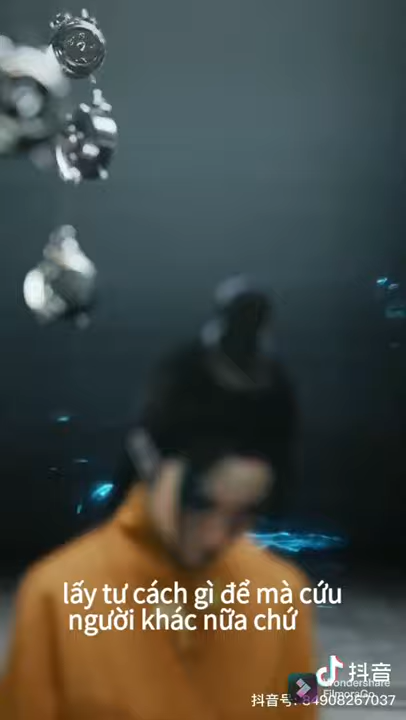 lấy tư cách gì để mà cứu
người khác nữa chứ
抖音
Wondershare
FilmoraGo
抖音号: 84908267037